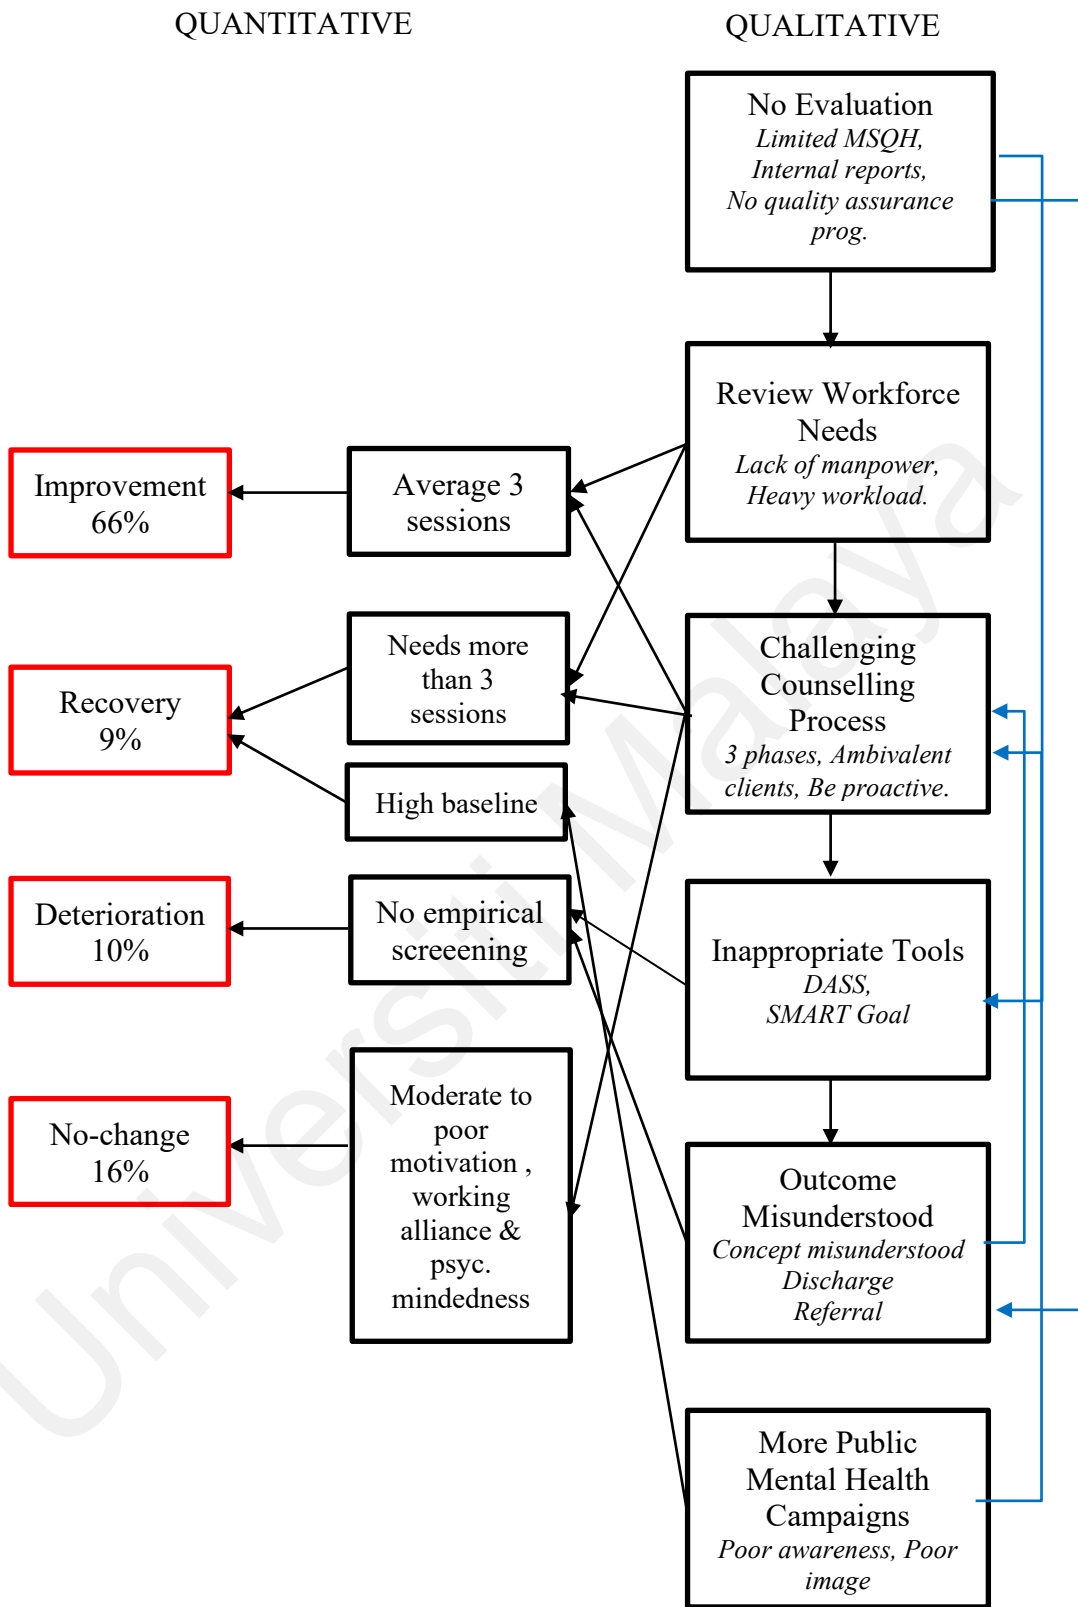 QUANTITATIVE
QUALITATIVE
No Evaluation
Limited MSQH,
Internal reports,
No quality assurance
prog.
Review Workforce
Needs
Lack of manpower,
Heavy workload.
Improvement
66%
Average 3
sessions
Challenging
Counselling
Process
3 phases, Ambivalent
clients, Be proactive.
Recovery
9%
Needs more
than 3
sessions
High baseline
Deterioration
10%
No empirical
screeening
Inappropriate Tools
DASS,
SMART Goal
No-change
16%
Moderate to
poor
motivation ,
working
alliance &
psyc.
mindedness
Outcome
Misunderstood
Concept misunderstood
Discharge
Referral
More Public
Mental Health
Campaigns
Poor awareness, Poor
image
Universiti Malaya